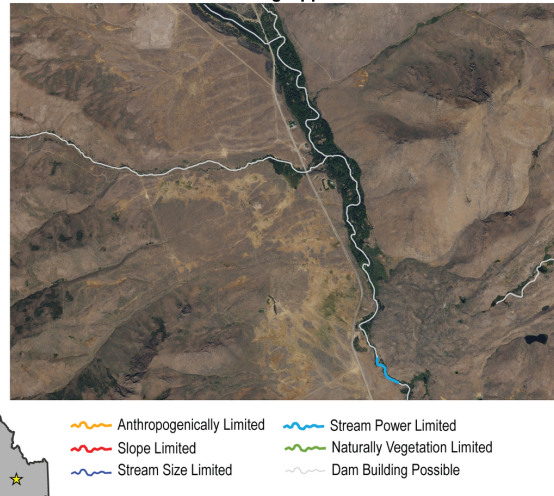 Anthropogenically Limited
Slope Limited
Stream Size Limited
Stream Power Limited
Naturally Vegetation Limited
Dam Building Possible